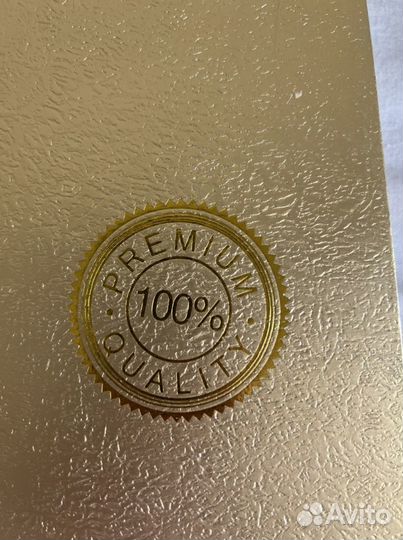 · PREMIUM ·
100%
QUALITY
Avito